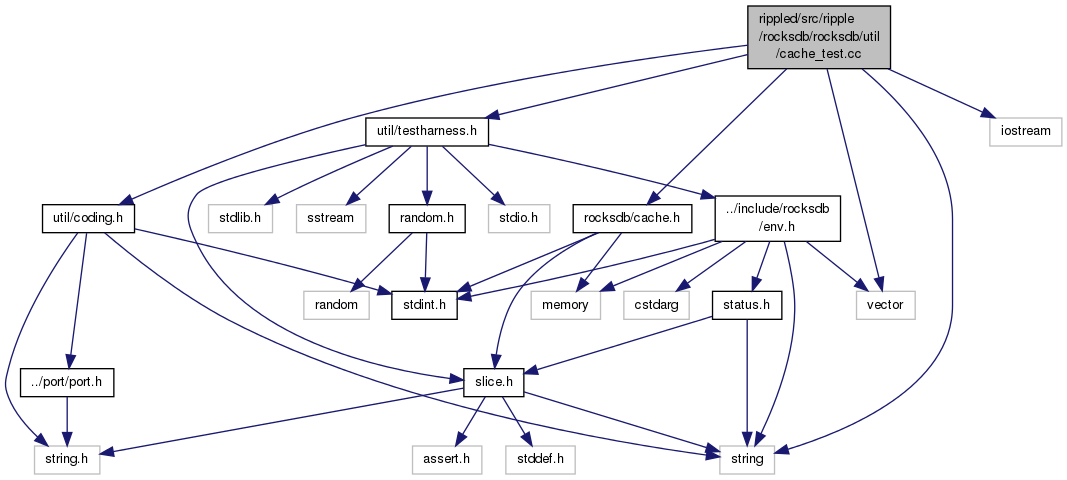 rippled/src/ripple
/rocksdb/rocksdb/util
/cache_test.cc
util/testharness.h
iostream
util/coding.h
stdlib.h
sstream
random.h
stdio.h
rocksdb/cache.h
../include/rocksdb
/env.h
random
stdint.h
memory
cstdarg
status.h
vector
../port/port.h
slice.h
string.h
assert.h
stddef.h
string